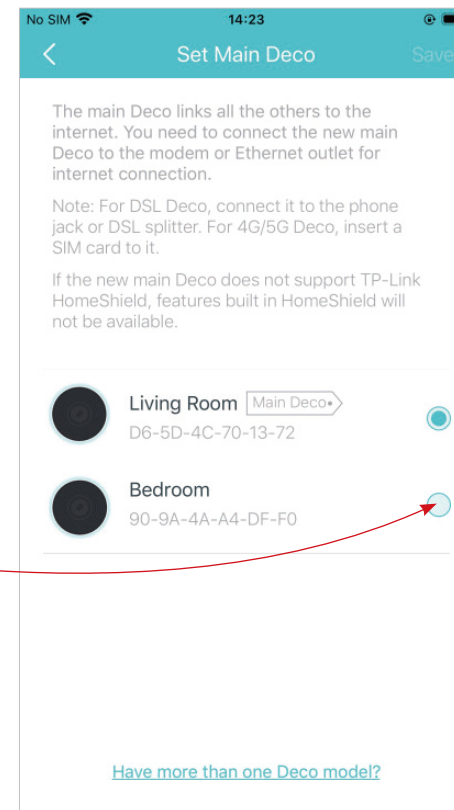 No SIM 14:23
Set Main Deco Save
The main Deco links all the others to the
internet. You need to connect the new main
Deco to the modem or Ethernet outlet for
internet connection.
Note: For DSL Deco, connect it to the phone
jack or DSL splitter. For 4G/5G Deco, insert a
SIM card to it.
If the new main Deco does not support TP-Link
HomeShield, features built in HomeShield will
not be available.
Living Room Main Deco
D6-5D-4C-70-13-72
Bedroom
90-9A-4A-A4-DF-F0
Have more than one Deco model?